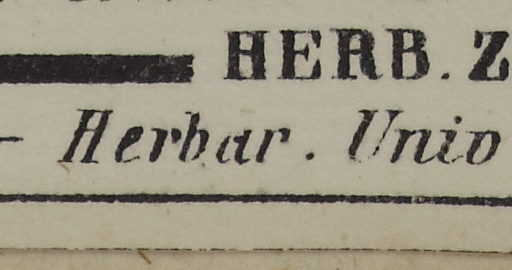 HERB. Z
— Herbar. Unio